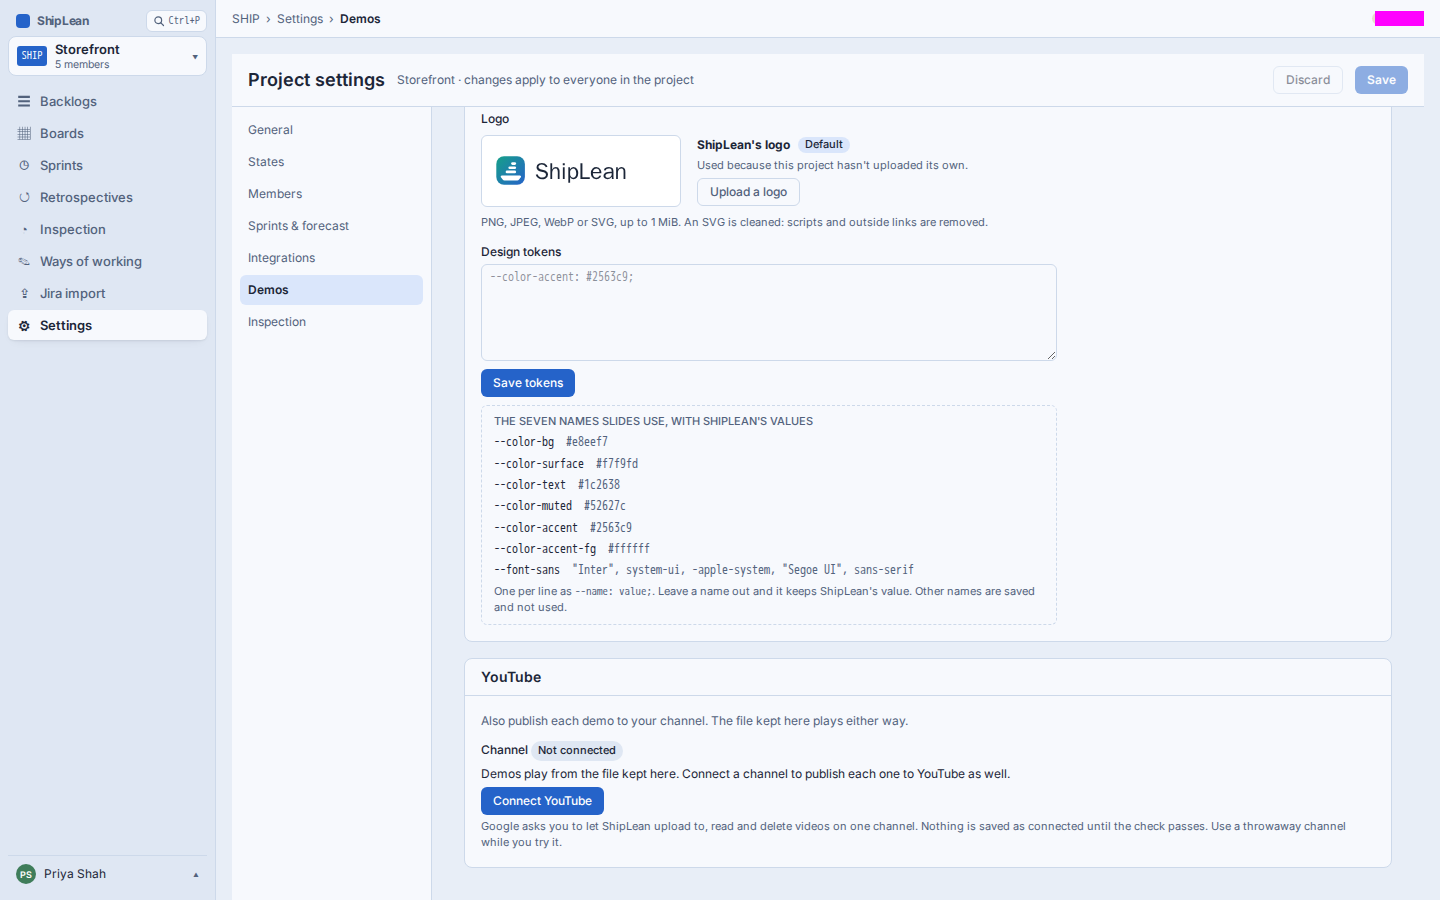 ShipLean
Ctrl+P
SHIP
Storefront
5 members
Backlogs
Boards
Sprints
Retrospectives
Inspection
Ways of working
Jira import
Settings
PS
Priya Shah
SHIP › Settings › Demos
Project settings
Storefront · changes apply to everyone in the project
Discard
Save
General
States
Members
Sprints & forecast
Integrations
Demos
Inspection
Logo
ShipLean
ShipLean's logo
Default
Used because this project hasn't uploaded its own.
Upload a logo
PNG, JPEG, WebP or SVG, up to 1 MiB. An SVG is cleaned: scripts and outside links are removed.
Design tokens
--color-accent: #2563c9;
Save tokens
THE SEVEN NAMES SLIDES USE, WITH SHIPLEAN'S VALUES
--color-bg #e8eef7
--color-surface #f7f9fd
--color-text #1c2638
--color-muted #52627c
--color-accent #2563c9
--color-accent-fg #ffffff
--font-sans "Inter", system-ui, -apple-system, "Segoe UI", sans-serif
One per line as --name: value;. Leave a name out and it keeps ShipLean's value. Other names are saved
and not used.
YouTube
Also publish each demo to your channel. The file kept here plays either way.
Channel
Not connected
Demos play from the file kept here. Connect a channel to publish each one to YouTube as well.
Connect YouTube
Google asks you to let ShipLean upload to, read and delete videos on one channel. Nothing is saved as connected until the check passes. Use a throwaway channel
while you try it.